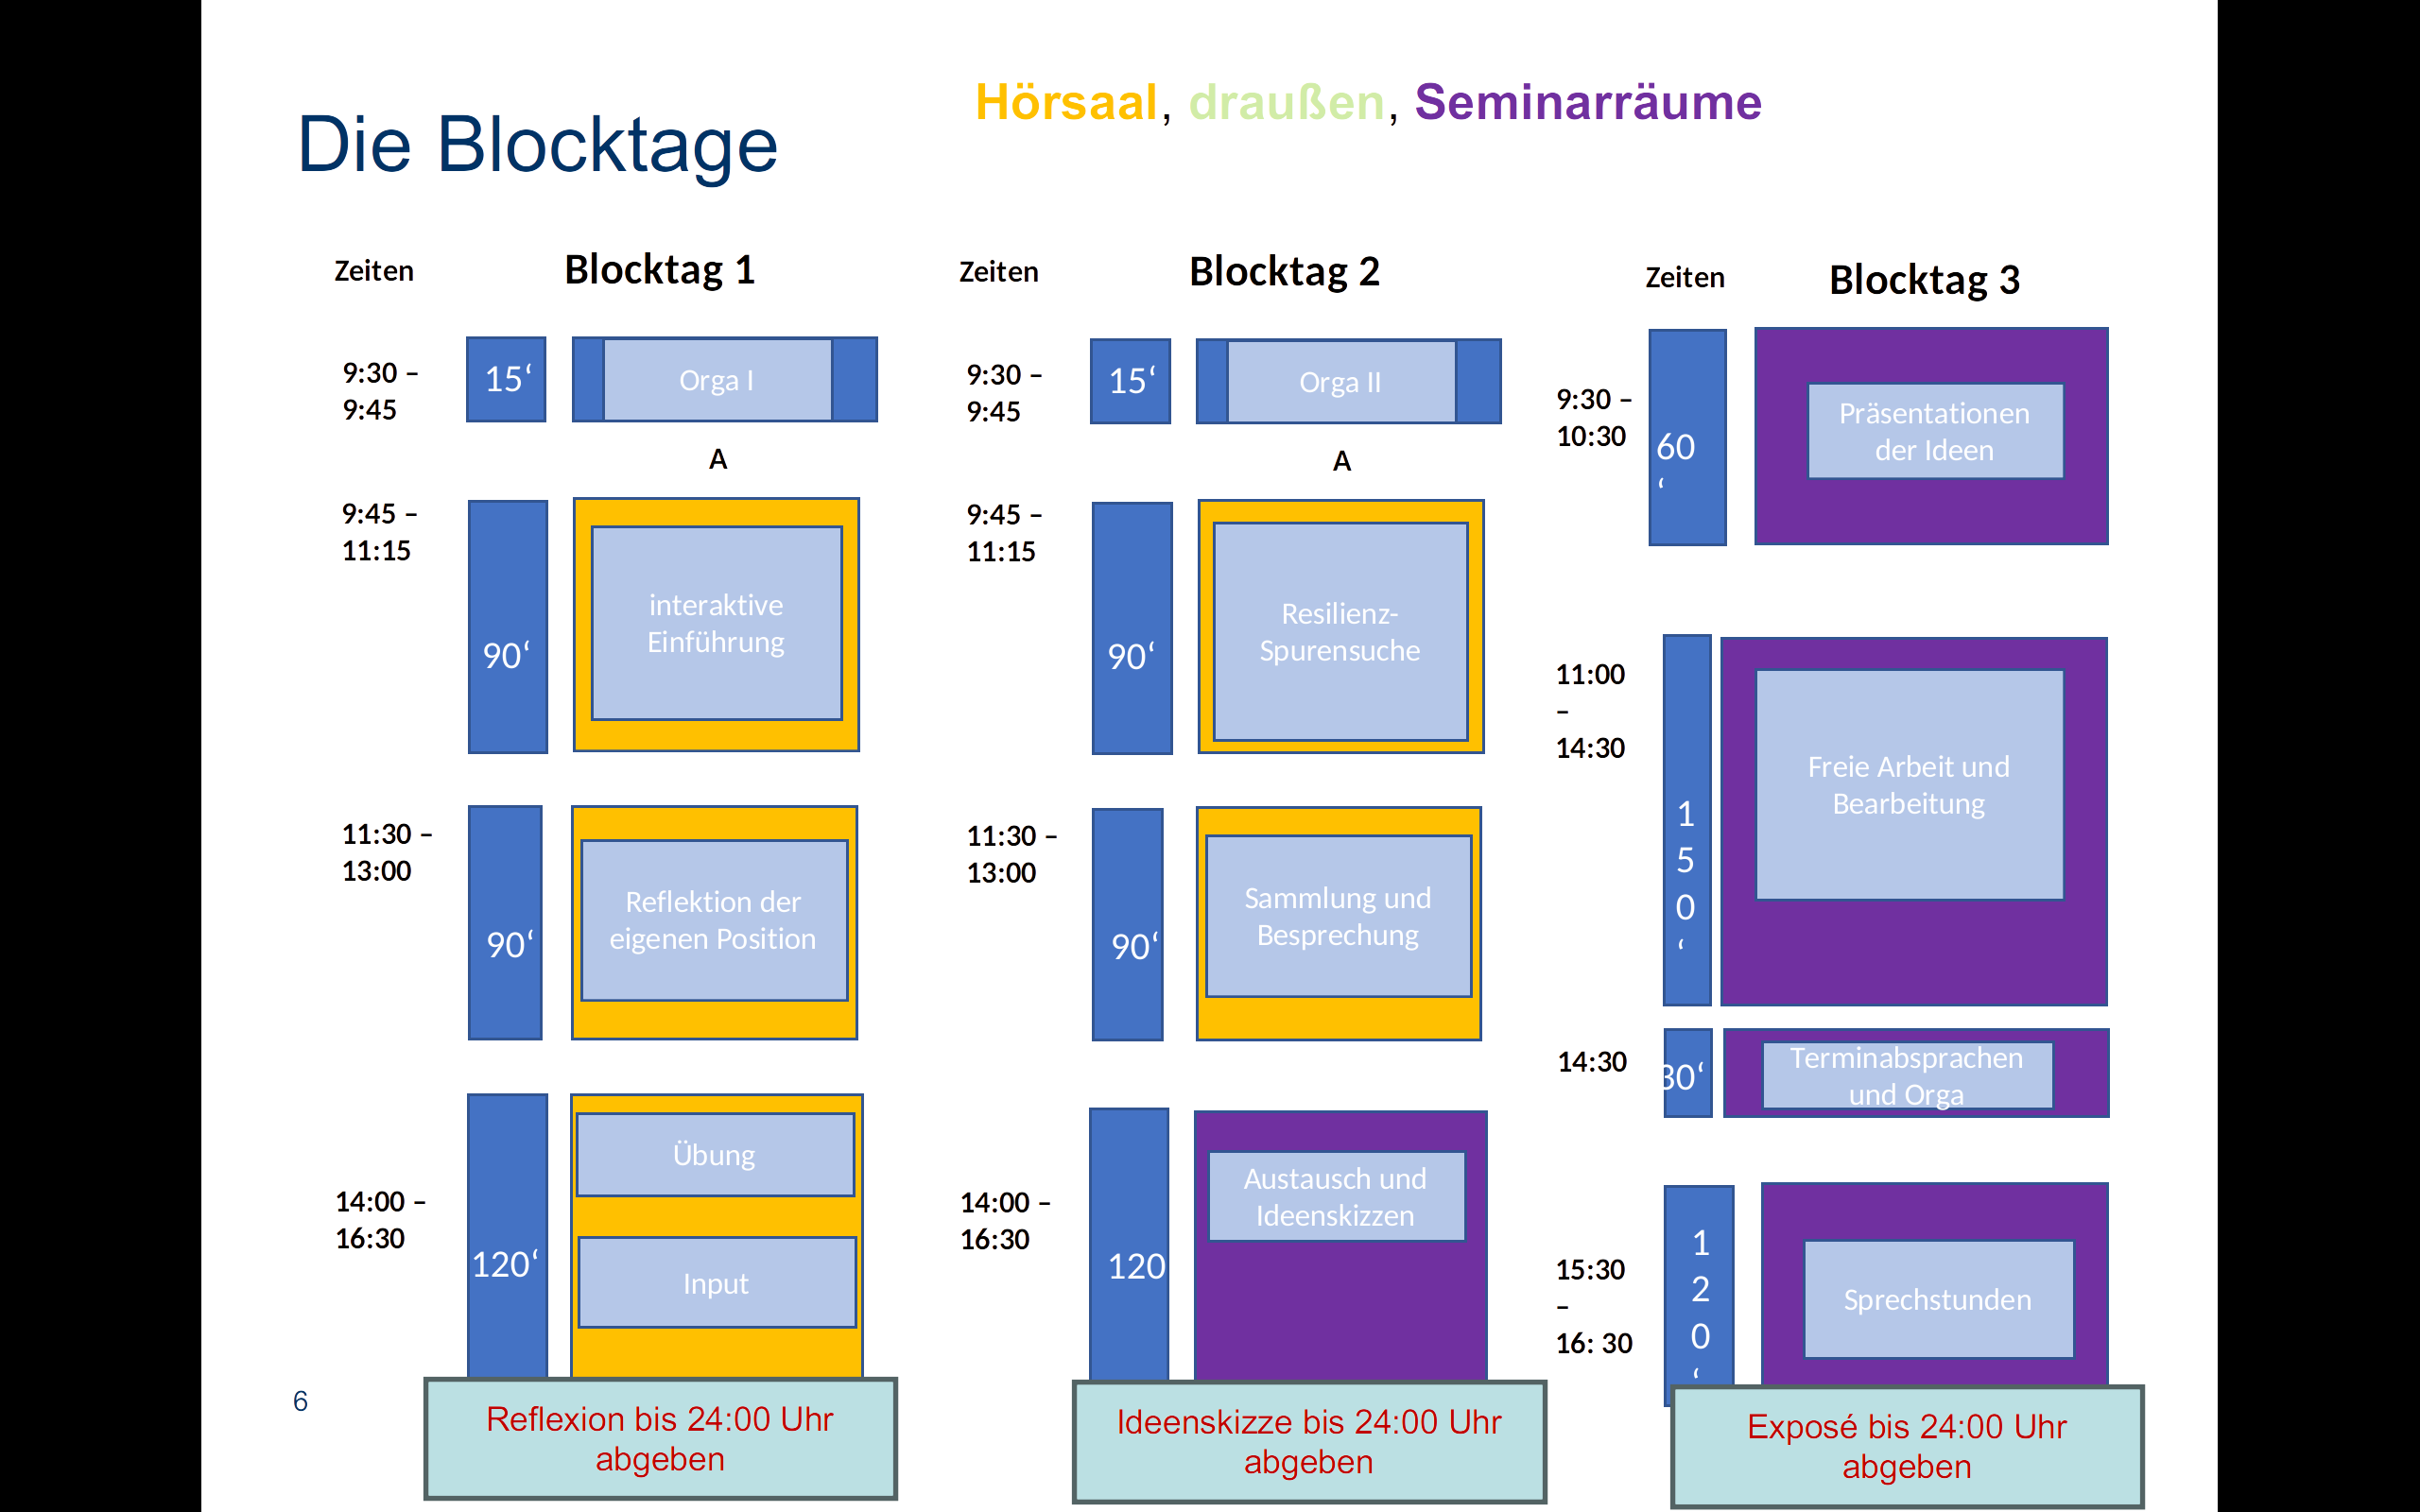 Hörsaal, draußen, Seminarräume
Die Blocktage
Zeiten
Blocktag 1
9:30 –
9:45
15‘
Orga I
A
9:45 –
11:15
90‘
interaktive
Einführung
11:30 –
13:00
90‘
Reflektion der
eigenen Position
14:00 –
16:30
120‘
Übung
Input
Reflexion bis 24:00 Uhr
abgeben
Zeiten
Blocktag 2
9:30 –
9:45
15‘
Orga II
A
9:45 –
11:15
90‘
Resilienz-
Spurensuche
11:30 –
13:00
90‘
Sammlung und
Besprechung
14:00 –
16:30
120
Austausch und
Ideenskizzen
Ideenskizze bis 24:00 Uhr
abgeben
Zeiten
Blocktag 3
9:30 –
10:30
60
‘
Präsentationen
der Ideen
11:00
–
14:30
1
5
0
‘
Freie Arbeit und
Bearbeitung
14:30
30‘
Terminabsprachen
und Orga
15:30
–
16: 30
1
2
0
‘
Sprechstunden
Exposé bis 24:00 Uhr
abgeben
6